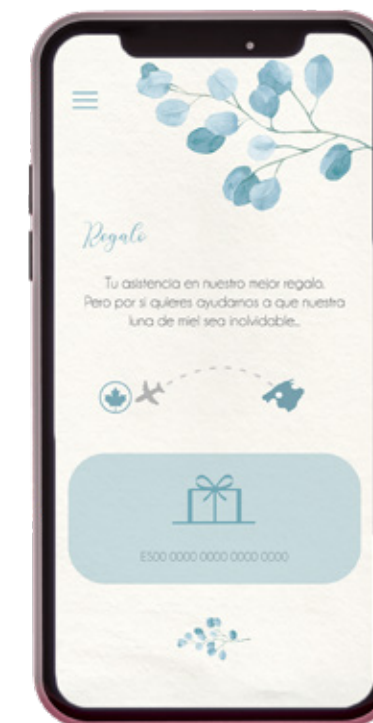 Regalo
Tu asistencia en nuestro mejor regalo.
Pero por si quieres ayudarnos a que nuestra
luna de miel sea inolvidable...
ES00 0000 0000 0000 0000